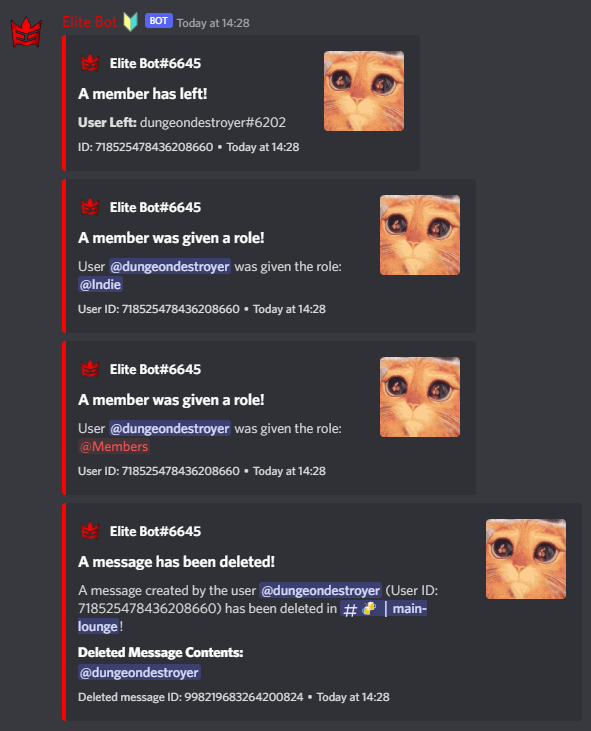 Elite Bot BOT Today at 14:28
Elite Bot#6645
A member has left!
User Left: dungeondestroyer#6202
ID: 718525478436208660 • Today at 14:28
Elite Bot#6645
A member was given a role!
User @dungeondestroyer was given the role:
@Indie
User ID: 718525478436208660 • Today at 14:28
Elite Bot#6645
A member was given a role!
User @dungeondestroyer was given the role:
@Members
User ID: 718525478436208660 • Today at 14:28
Elite Bot#6645
A message has been deleted!
A message created by the user @dungeondestroyer (User ID:
718525478436208660) has been deleted in # | main-
lounge!
Deleted Message Contents:
@dungeondestroyer
Deleted message ID: 998219683264200824 • Today at 14:28